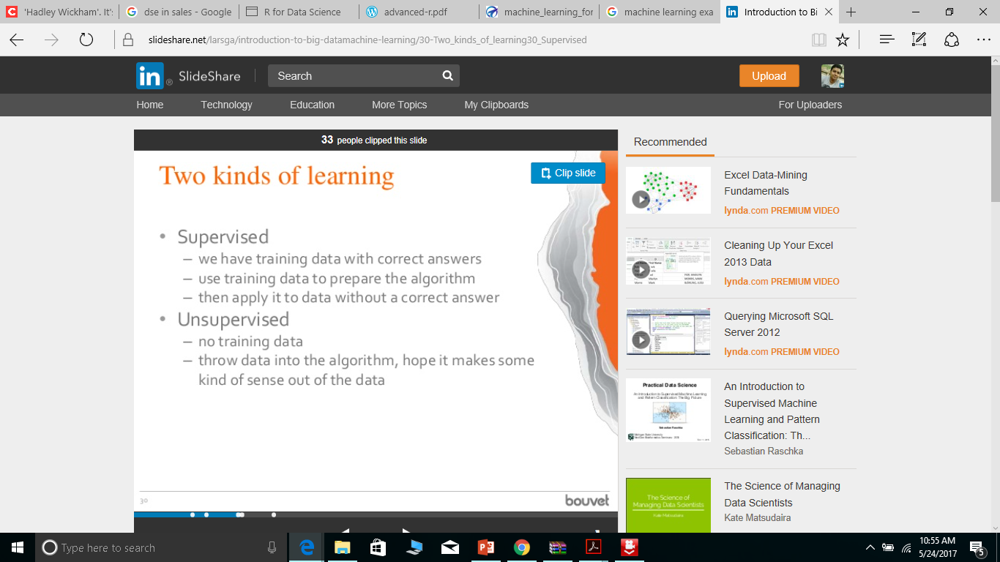 'Hadley Wickham'. It's
dse in sales - Google
R for Data Science
advanced-r.pdf
machine_learning_for
machine learning exa
Introduction to Bi
slideshare.net/larsga/introduction-to-big-datamachine-learning/30-Two_kinds_of_learning30_Supervised
in ® SlideShare
Search
Upload
Home
Technology
Education
More Topics
My Clipboards
For Uploaders
33 people clipped this slide
Clip slide
Two kinds of learning
• Supervised
– we have training data with correct answers
– use training data to prepare the algorithm
– then apply it to data without a correct answer
• Unsupervised
– no training data
– throw data into the algorithm, hope it makes some
kind of sense out of the data
30
bouvet
Recommended
Excel Data-Mining
Fundamentals
lynda.com PREMIUM VIDEO
Cleaning Up Your Excel
2013 Data
lynda.com PREMIUM VIDEO
Querying Microsoft SQL
Server 2012
lynda.com PREMIUM VIDEO
Practical Data Science
An Introduction to Supervised Machine Learning
and Pattern Classification: The Big Picture
Sebastian Raschka
An Introduction to
Supervised Machine
Learning and Pattern
Classification: Th...
Sebastian Raschka
The Science of
Managing Data Scientists
Kate Matsudaira
The Science of Managing
Data Scientists
Kate Matsudaira
Type here to search
10:55 AM
5/24/2017
5